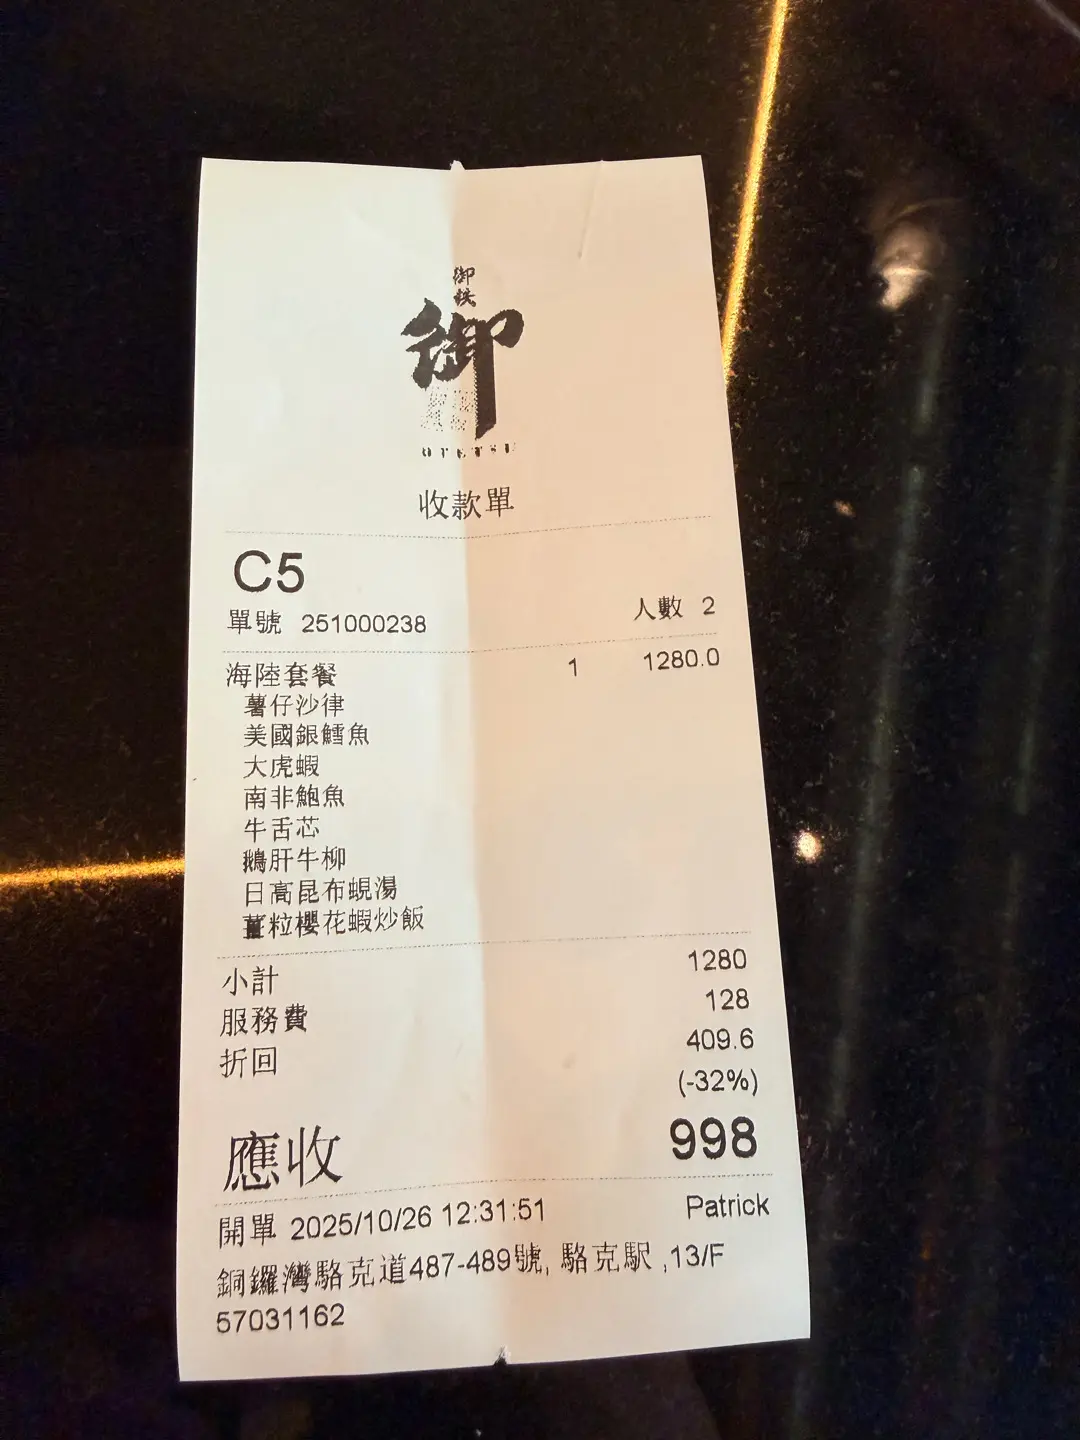 御鉄
御
收款單
C5
單號 251000238 人數 2
海陸套餐 1 1280.0
薯仔沙律
美國銀鱈魚
大虎蝦
南非鮑魚
牛舌芯
鵝肝牛柳
日高昆布蜆湯
薑粒櫻花蝦炒飯
小計 1280
服務費 128
折回 409.6
(-32%)
應收 998
開單 2025/10/26 12:31:51 Patrick
銅鑼灣駱克道487-489號, 駱克駅 ,13/F
57031162